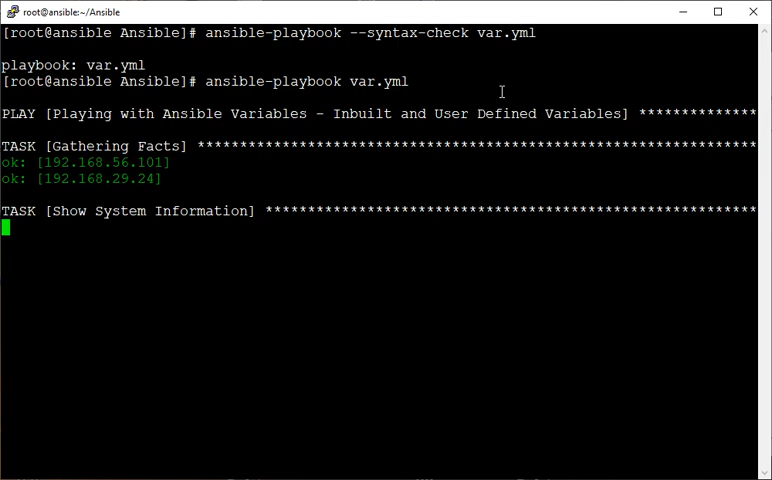 root@ansible:~/Ansible
[root@ansible Ansible]# ansible-playbook --syntax-check var.yml
playbook: var.yml
[root@ansible Ansible]# ansible-playbook var.yml
PLAY [Playing with Ansible Variables - Inbuilt and User Defined Variables] **************
TASK [Gathering Facts] *****************************************************************
ok: [192.168.56.101]
ok: [192.168.29.24]
TASK [Show System Information] *********************************************************